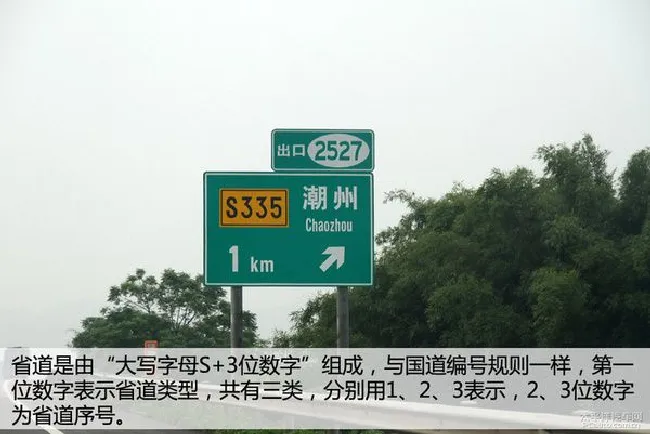 出口 2527
S335 潮州
Chaozhou
1 km
省道是由“大写字母S+3位数字”组成，与国道编号规则一样，第一
位数字表示省道类型，共有三类，分别用1、2、3表示，2、3位数字
为省道序号。